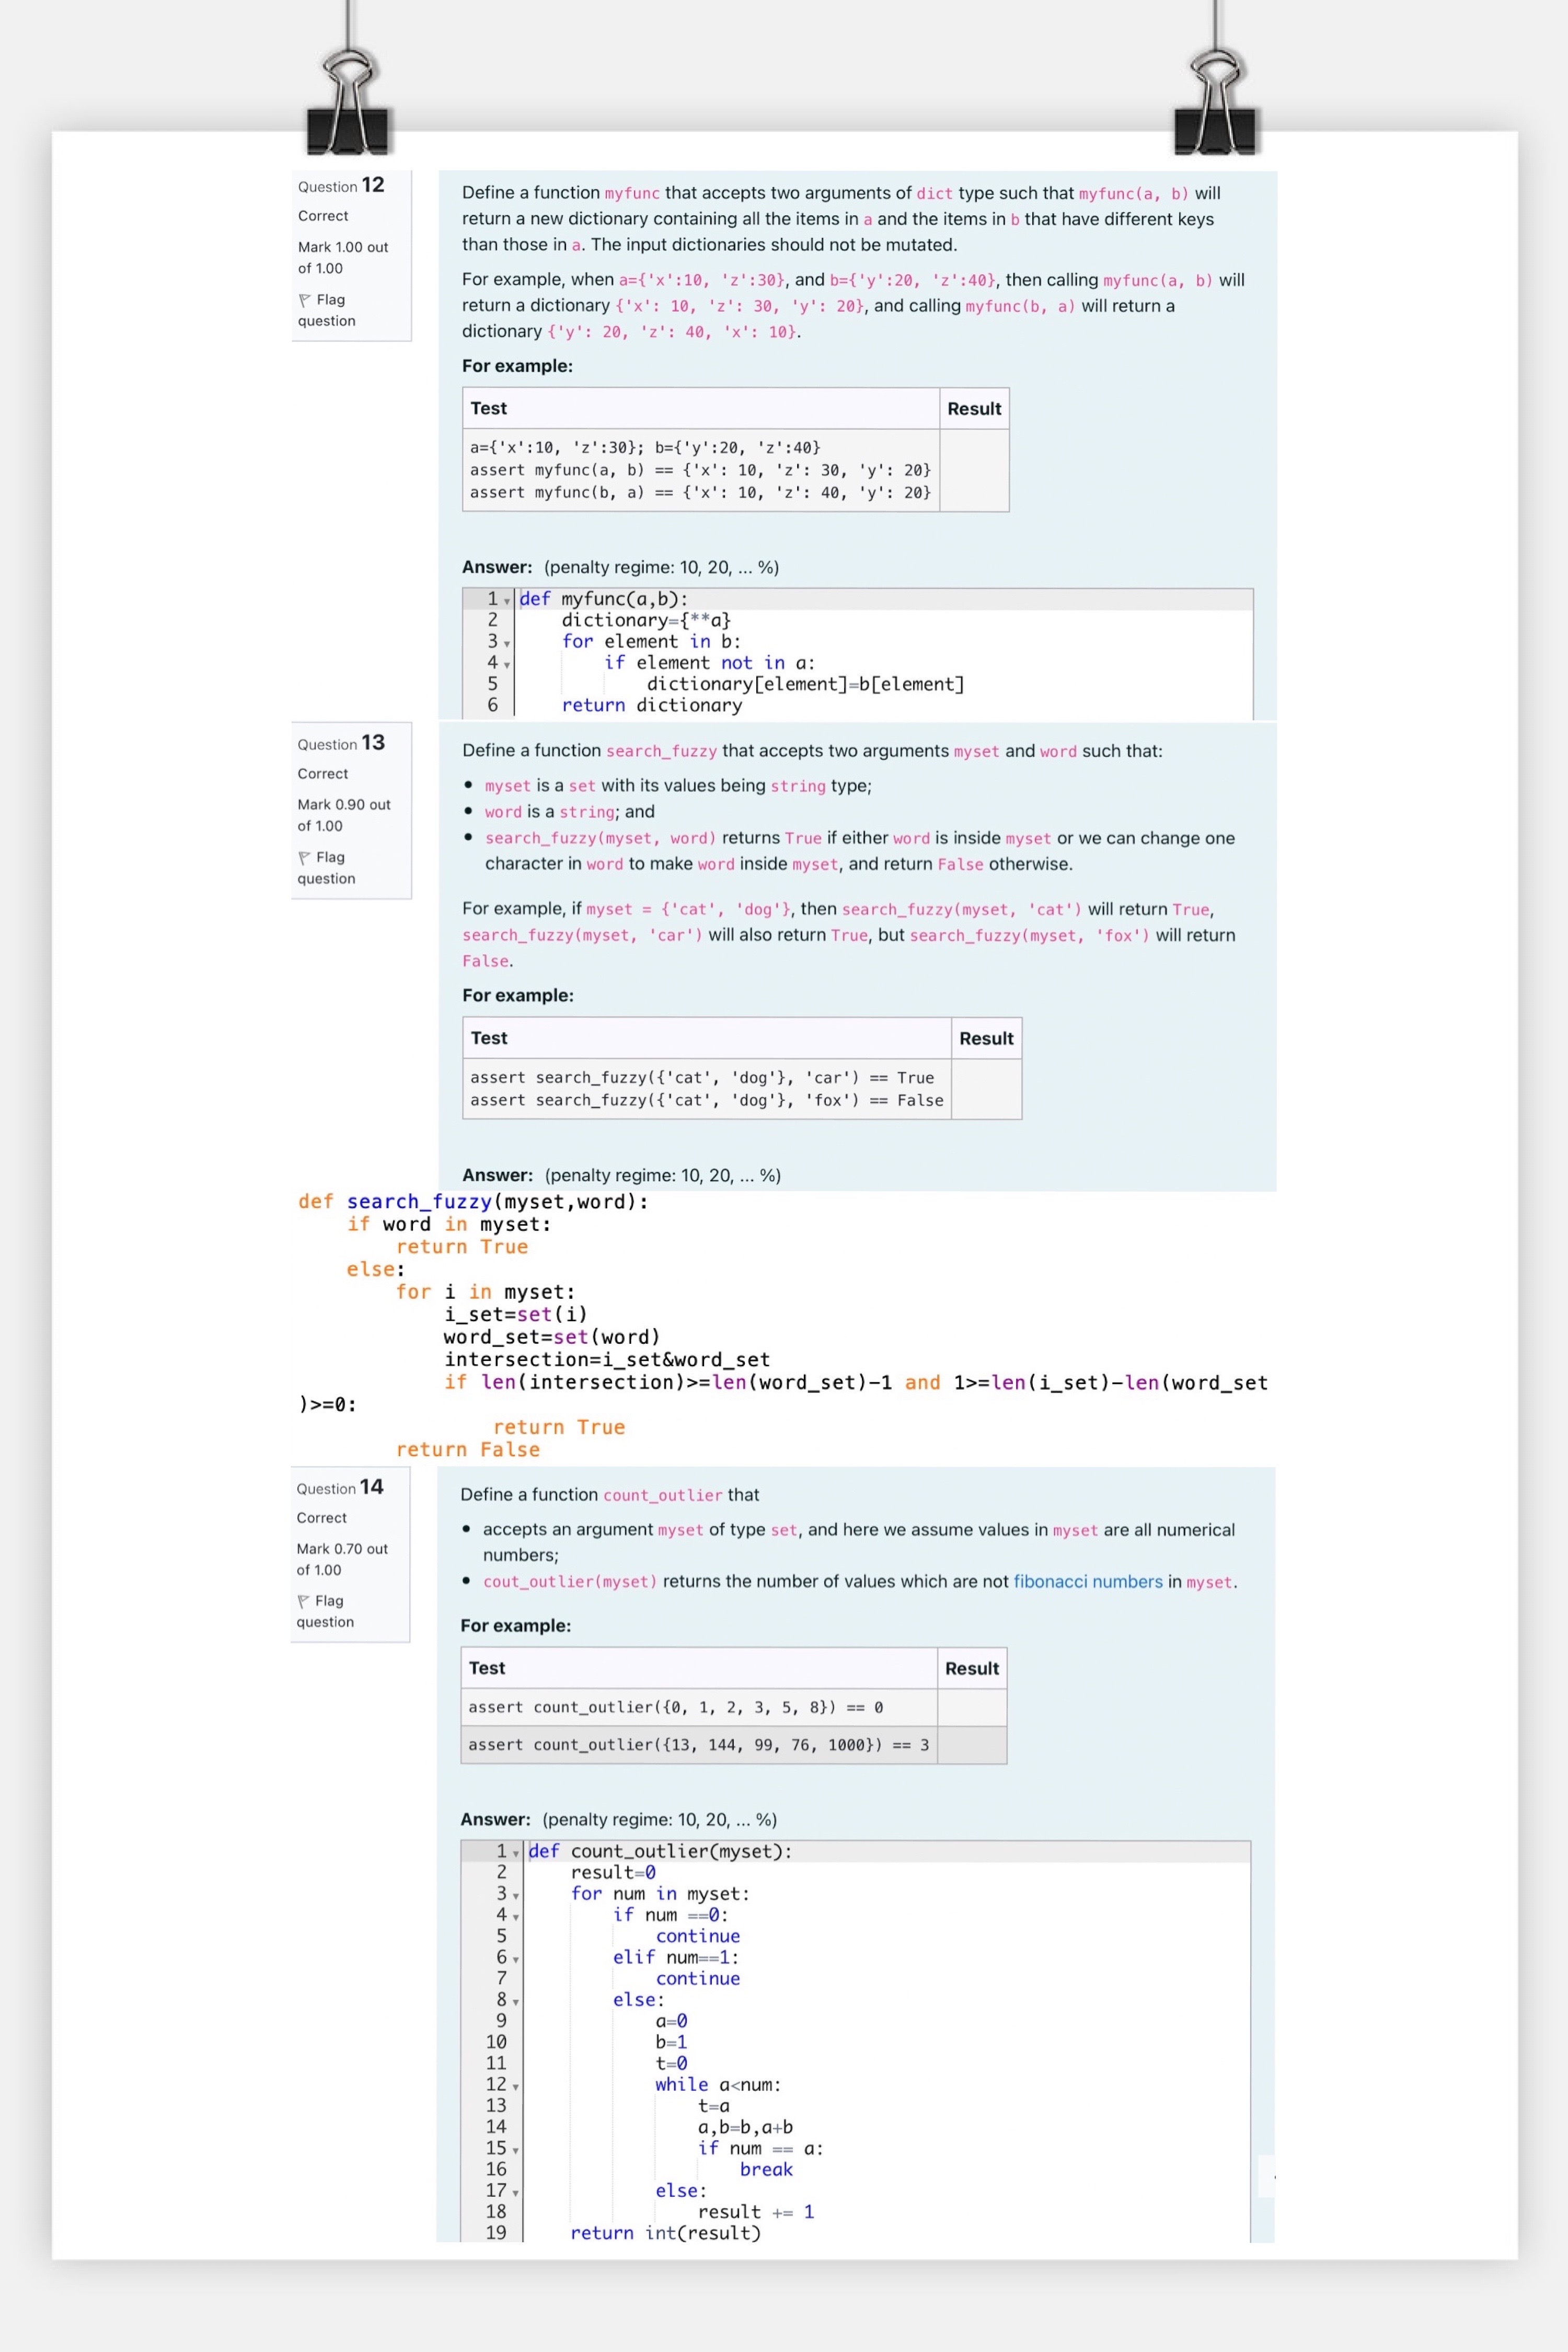 Question 12
Correct
Mark 1.00 out
of 1.00
Flag
question
Define a function myfunc that accepts two arguments of dict type such that myfunc(a, b) will
return a new dictionary containing all the items in a and the items in b that have different keys
than those in a. The input dictionaries should not be mutated.
For example, when a={'x':10, 'z':30}, and b={'y':20, 'z':40}, then calling myfunc(a, b) will
return a dictionary {'x': 10, 'z': 30, 'y': 20}, and calling myfunc(b, a) will return a
dictionary {'y': 20, 'z': 40, 'x': 10}.
For example:
Test Result
a={'x':10, 'z':30}; b={'y':20, 'z':40}
assert myfunc(a, b) == {'x': 10, 'z': 30, 'y': 20}
assert myfunc(b, a) == {'x': 10, 'z': 40, 'y': 20}
Answer: (penalty regime: 10, 20, ... %)
1 def myfunc(a,b):
2     dictionary={**a}
3     for element in b:
4         if element not in a:
5             dictionary[element]=b[element]
6     return dictionary
Question 13
Correct
Mark 0.90 out
of 1.00
Flag
question
Define a function search_fuzzy that accepts two arguments myset and word such that:
• myset is a set with its values being string type;
• word is a string; and
• search_fuzzy(myset, word) returns True if either word is inside myset or we can change one
character in word to make word inside myset, and return False otherwise.
For example, if myset = {'cat', 'dog'}, then search_fuzzy(myset, 'cat') will return True,
search_fuzzy(myset, 'car') will also return True, but search_fuzzy(myset, 'fox') will return
False.
For example:
Test Result
assert search_fuzzy({'cat', 'dog'}, 'car') == True
assert search_fuzzy({'cat', 'dog'}, 'fox') == False
Answer: (penalty regime: 10, 20, ... %)
def search_fuzzy(myset,word):
    if word in myset:
        return True
    else:
        for i in myset:
            i_set=set(i)
            word_set=set(word)
            intersection=i_set&word_set
            if len(intersection)>=len(word_set)-1 and 1>=len(i_set)-len(word_set
)>=0:
                return True
        return False
Question 14
Correct
Mark 0.70 out
of 1.00
Flag
question
Define a function count_outlier that
• accepts an argument myset of type set, and here we assume values in myset are all numerical
numbers;
• cout_outlier(myset) returns the number of values which are not fibonacci numbers in myset.
For example:
Test Result
assert count_outlier({0, 1, 2, 3, 5, 8}) == 0
assert count_outlier({13, 144, 99, 76, 1000}) == 3
Answer: (penalty regime: 10, 20, ... %)
1 def count_outlier(myset):
2     result=0
3     for num in myset:
4         if num ==0:
5             continue
6         elif num==1:
7             continue
8         else:
9             a=0
10             b=1
11             t=0
12             while a<num:
13                 t=a
14                 a,b=b,a+b
15                 if num == a:
16                     break
17             else:
18                 result += 1
19     return int(result)